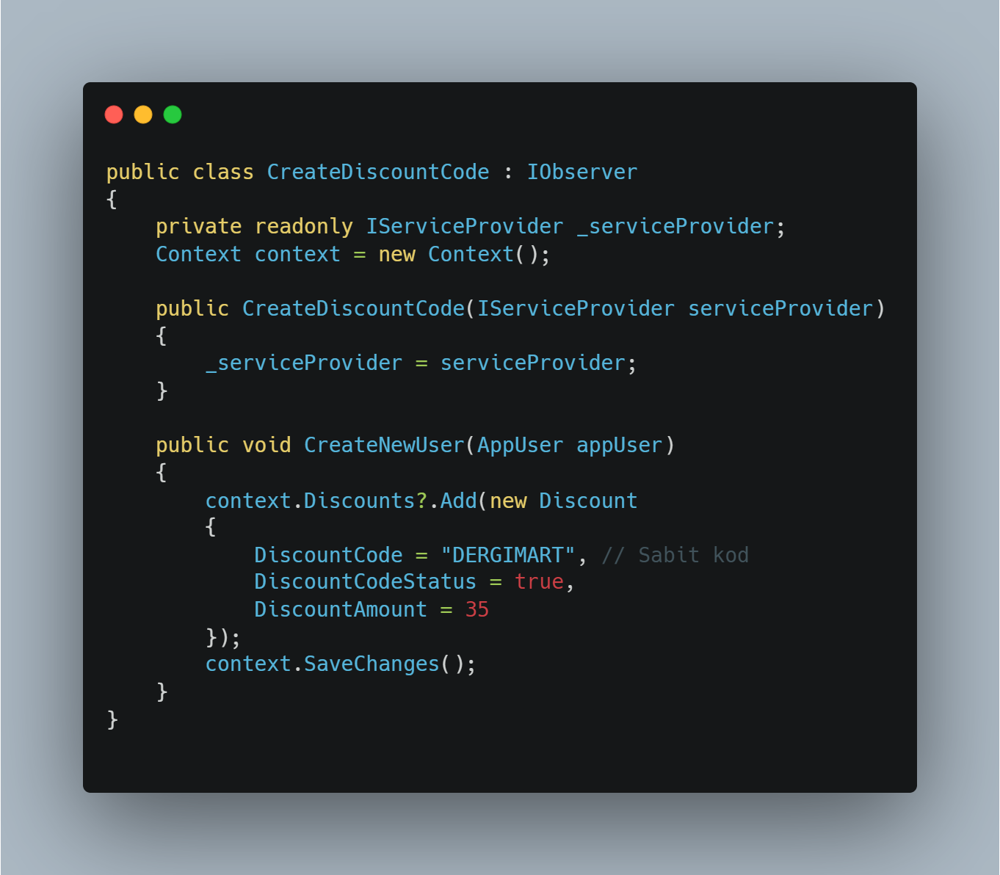 public class CreateDiscountCode : IObserver
{
    private readonly IServiceProvider _serviceProvider;
    Context context = new Context();

    public CreateDiscountCode(IServiceProvider serviceProvider)
    {
        _serviceProvider = serviceProvider;
    }

    public void CreateNewUser(AppUser appUser)
    {
        context.Discounts?.Add(new Discount
        {
            DiscountCode = "DERGIMART", // Sabit kod
            DiscountCodeStatus = true,
            DiscountAmount = 35
        });
        context.SaveChanges();
    }
}